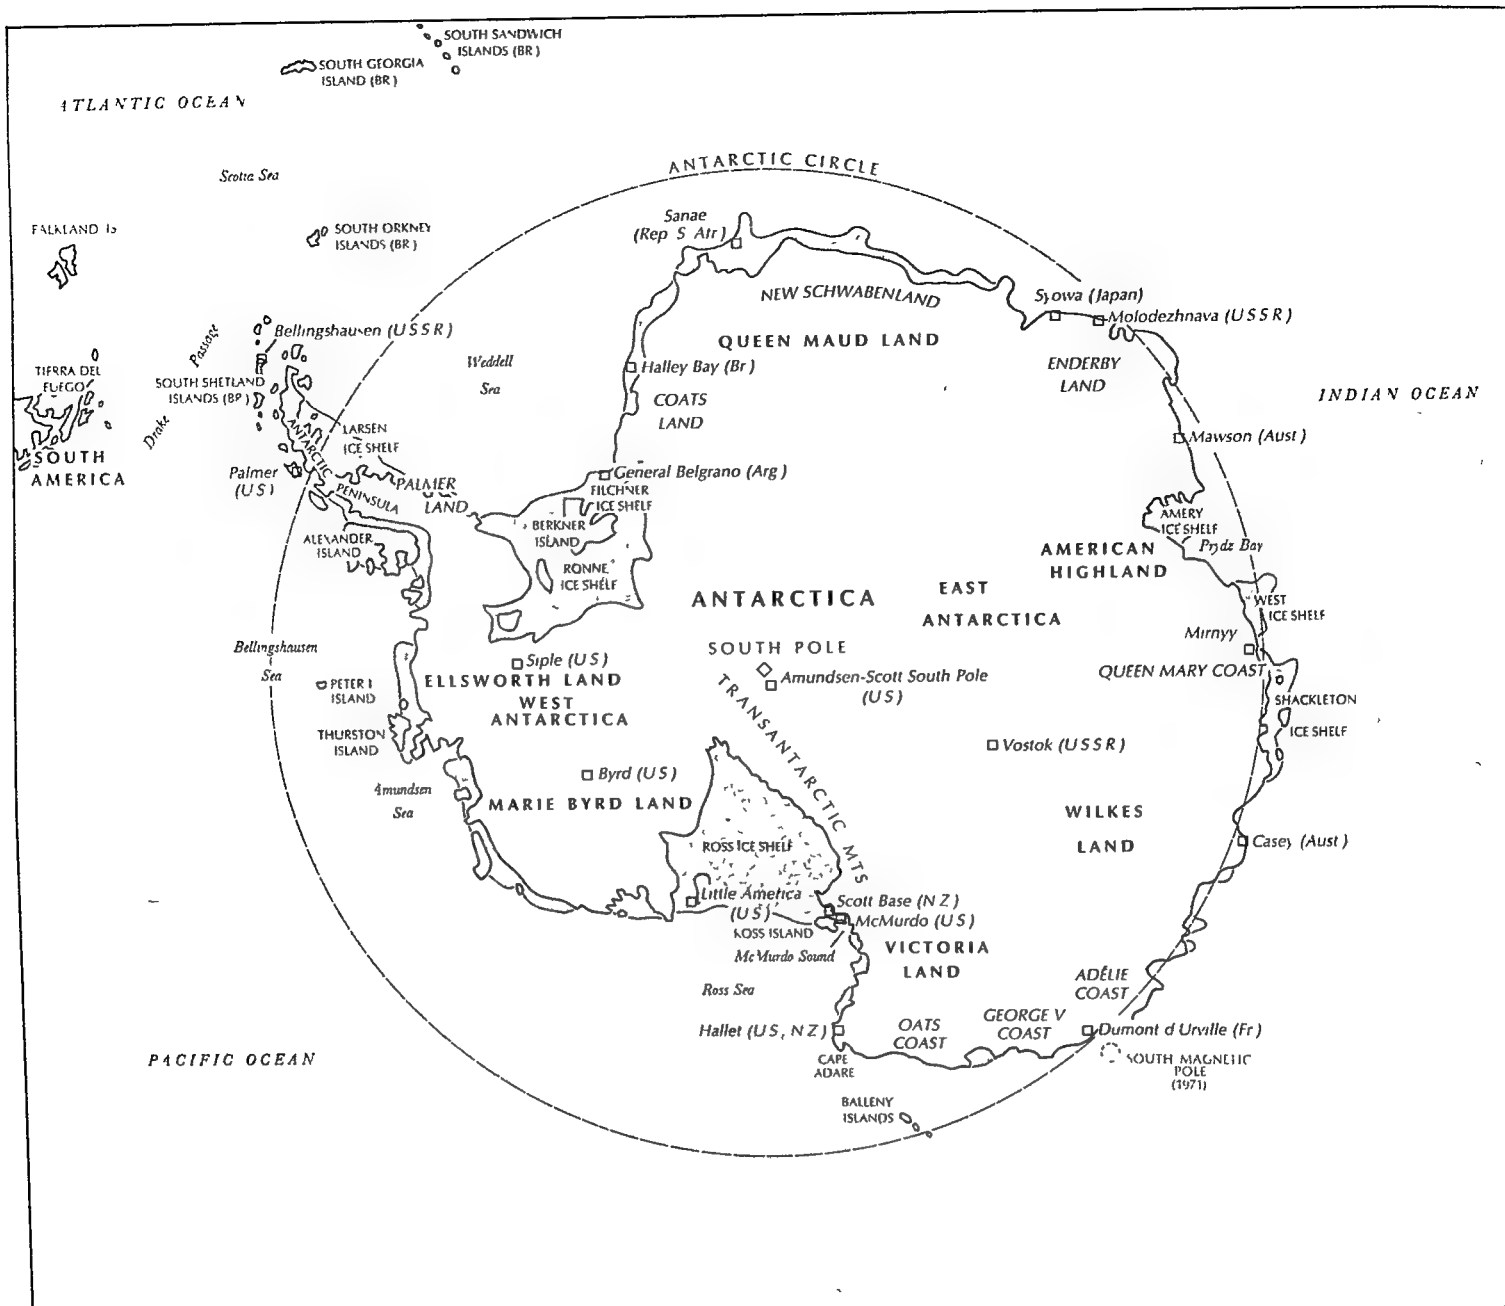 SOUTH SANDWICH
ISLANDS (BR)
SOUTH GEORGIA
ISLAND (BR)
ATLANTIC OCEAN
ANTARCTIC CIRCLE
Scotia Sea
Sanae
(Rep S Afr)
FALKLAND IS
SOUTH ORKNEY
ISLANDS (BR)
NEW SCHWABENLAND
Syowa (Japan)
Molodezhnaya (USSR)
Bellingshausen (USSR)
Drake Passage
Weddell
Sea
QUEEN MAUD LAND
ENDERBY
LAND
Halley Bay (Br)
TIERRA DEL
FUEGO
SOUTH SHETLAND
ISLANDS (BR)
COATS
LAND
INDIAN OCEAN
LARSEN
ICE SHELF
ANTARCTIC
PENINSULA
Mawson (Aust)
SOUTH
AMERICA
Palmer
(US)
PALMER
LAND
General Belgrano (Arg)
FILCHNER
ICE SHELF
BERKNER
ISLAND
AMERY
ICE SHELF
Prydz Bay
ALEXANDER
ISLAND
RONNE
ICE SHELF
AMERICAN
HIGHLAND
ANTARCTICA
EAST
ANTARCTICA
WEST
ICE SHELF
Mirnyy
Bellingshausen
Sea
SOUTH POLE
Siple (US)
Amundsen-Scott South Pole
(US)
QUEEN MARY COAST
PETER I
ISLAND
ELLSWORTH LAND
WEST
ANTARCTICA
SHACKLETON
ICE SHELF
THURSTON
ISLAND
TRANSANTARCTIC MTS
Vostok (USSR)
Byrd (US)
Amundsen
Sea
MARIE BYRD LAND
WILKES
LAND
ROSS ICE SHELF
Casey (Aust)
Little America
(US)
Scott Base (NZ)
McMurdo (US)
ROSS ISLAND
McMurdo Sound
VICTORIA
LAND
Ross Sea
ADÉLIE
COAST
Hallet (US, NZ)
OATS
COAST
GEORGE V
COAST
Dumont d Urville (Fr)
PACIFIC OCEAN
CAPE
ADARE
SOUTH MAGNETIC
POLE
(1971)
BALLENY
ISLANDS